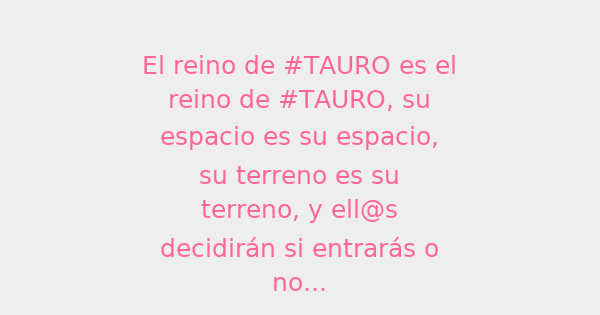 El reino de #TAURO es el
reino de #TAURO, su
espacio es su espacio,
su terreno es su
terreno, y ell@s
decidirán si entrarás o
no...